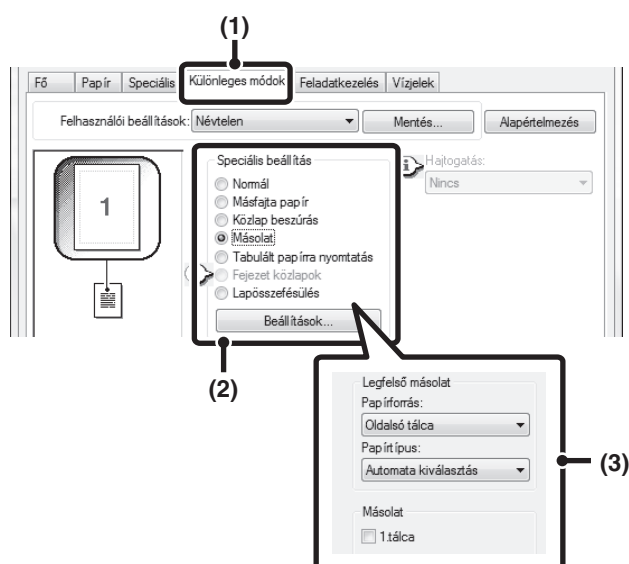 (1)
Fő Papír Speciális Különleges módok Feladatkezelés Vízjelek
Felhasználói beállítások: Névtelen Mentés... Alapértelmezés
1
Speciális beállítás
Normál
Másfajta papír
Közlap beszúrás
Másolat
Tabulált papírra nyomtatás
Fejezet közlapok
Lapösszefésülés
Beállítások...
Hajtogatás:
Nincs
(2)
Legfelső másolat
Papírforrás:
Oldalsó tálca
Papírtípus:
Automata kiválasztás
(3)
Másolat
1.tálca